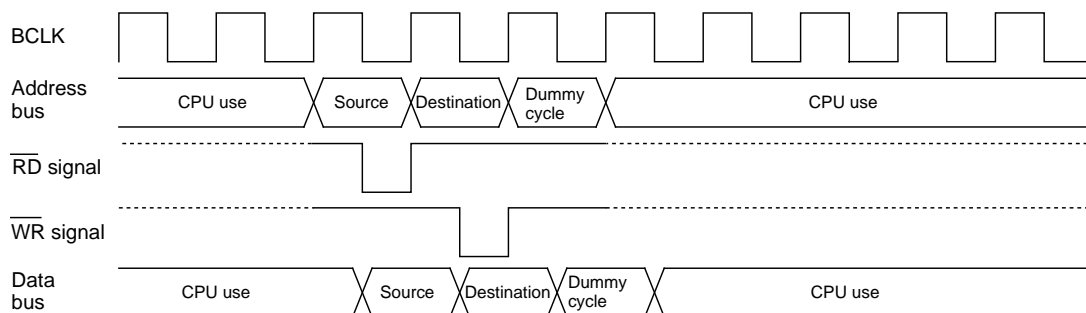 BCLK
Address
bus
CPU use
Source
Destination
Dummy
cycle
CPU use
RD signal
WR signal
Data
bus
CPU use
Source
Destination
Dummy
cycle
CPU use